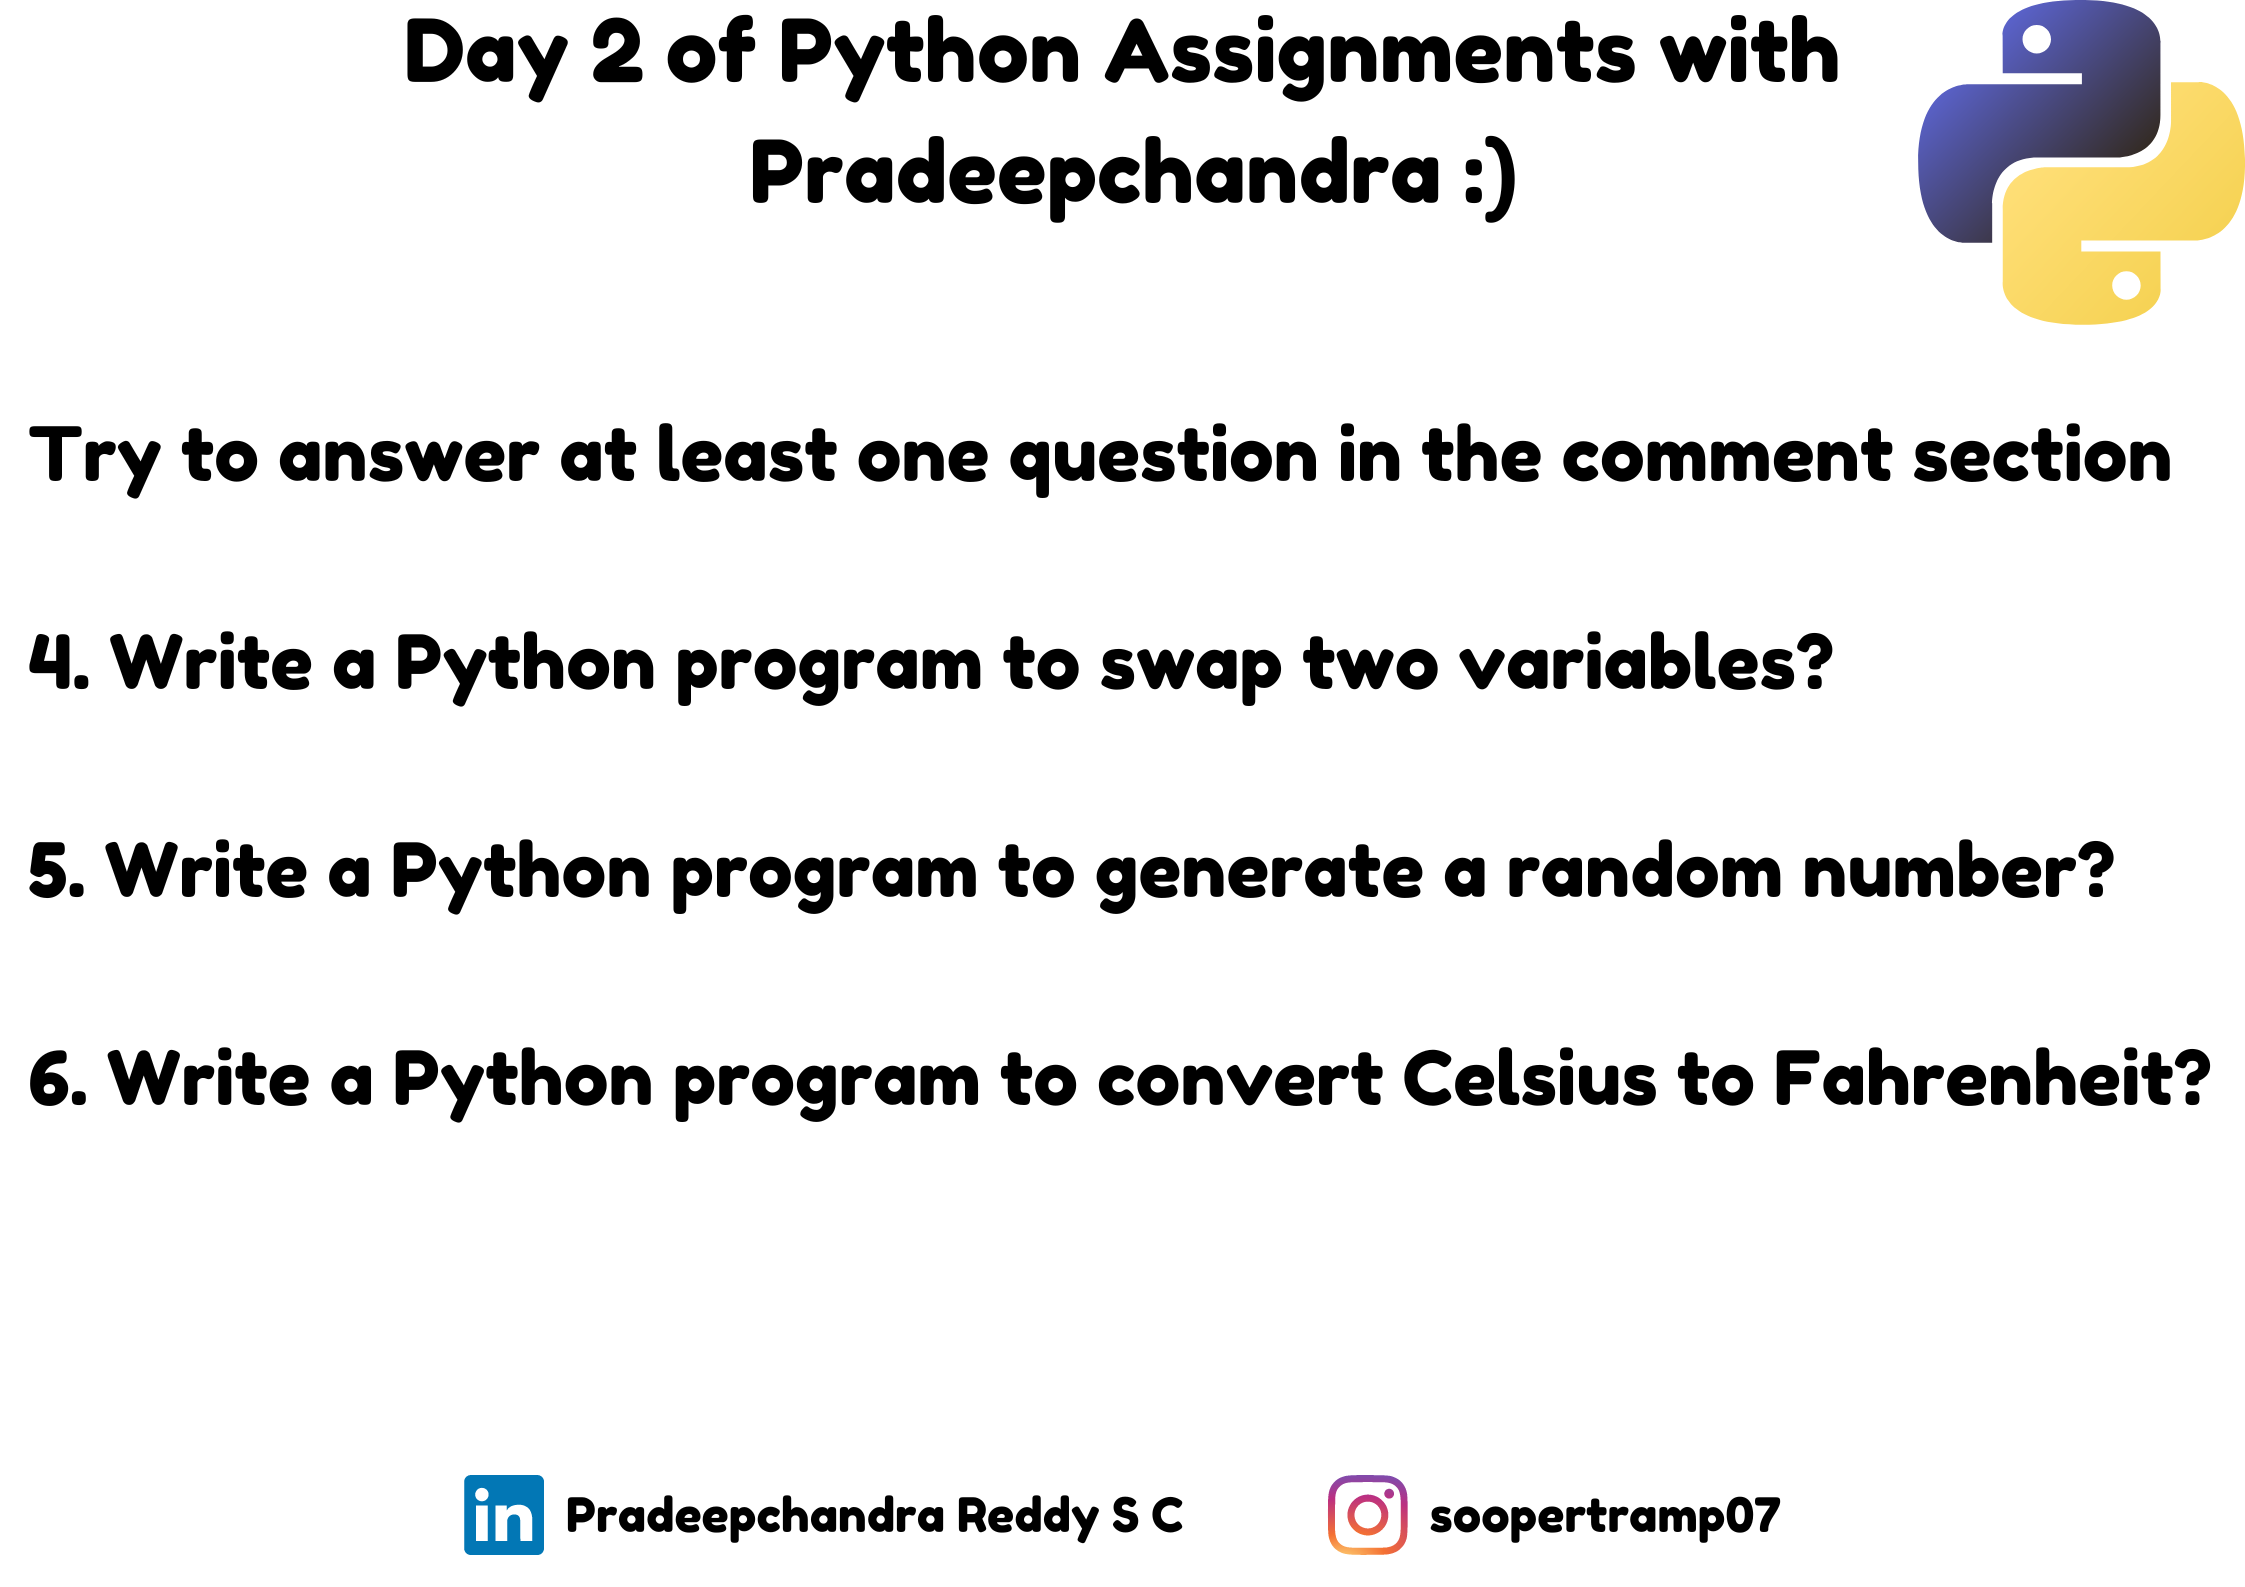 Day 2 of Python Assignments with
Pradeepchandra :)
Try to answer at least one question in the comment section
4. Write a Python program to swap two variables?
5. Write a Python program to generate a random number?
6. Write a Python program to convert Celsius to Fahrenheit?
in Pradeepchandra Reddy S C
soopertramp07